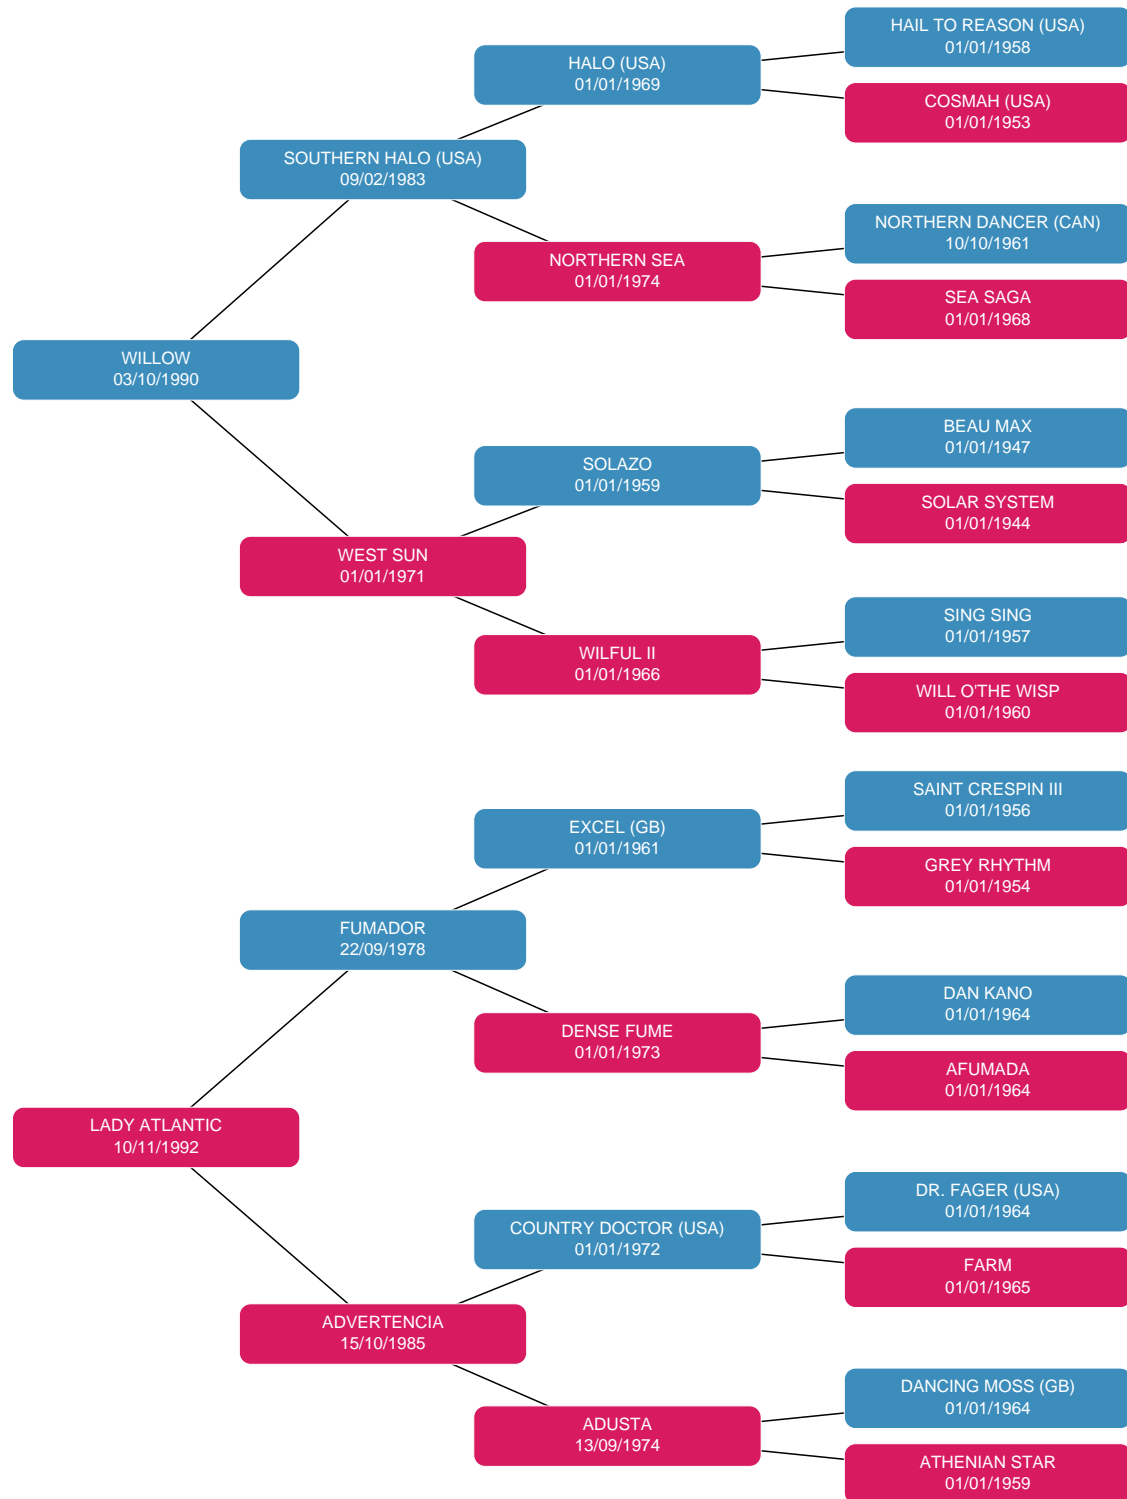 HAIL TO REASON (USA)
01/01/1958
HALO (USA)
01/01/1969
COSMAH (USA)
01/01/1953
SOUTHERN HALO (USA)
09/02/1983
NORTHERN DANCER (CAN)
10/10/1961
NORTHERN SEA
01/01/1974
SEA SAGA
01/01/1968
WILLOW
03/10/1990
BEAU MAX
01/01/1947
SOLAZO
01/01/1959
SOLAR SYSTEM
01/01/1944
WEST SUN
01/01/1971
SING SING
01/01/1957
WILFUL II
01/01/1966
WILL O'THE WISP
01/01/1960
SAINT CRESPIN III
01/01/1956
EXCEL (GB)
01/01/1961
GREY RHYTHM
01/01/1954
FUMADOR
22/09/1978
DAN KANO
01/01/1964
DENSE FUME
01/01/1973
AFUMADA
01/01/1964
LADY ATLANTIC
10/11/1992
DR. FAGER (USA)
01/01/1964
COUNTRY DOCTOR (USA)
01/01/1972
FARM
01/01/1965
ADVERTENCIA
15/10/1985
DANCING MOSS (GB)
01/01/1964
ADUSTA
13/09/1974
ATHENIAN STAR
01/01/1959